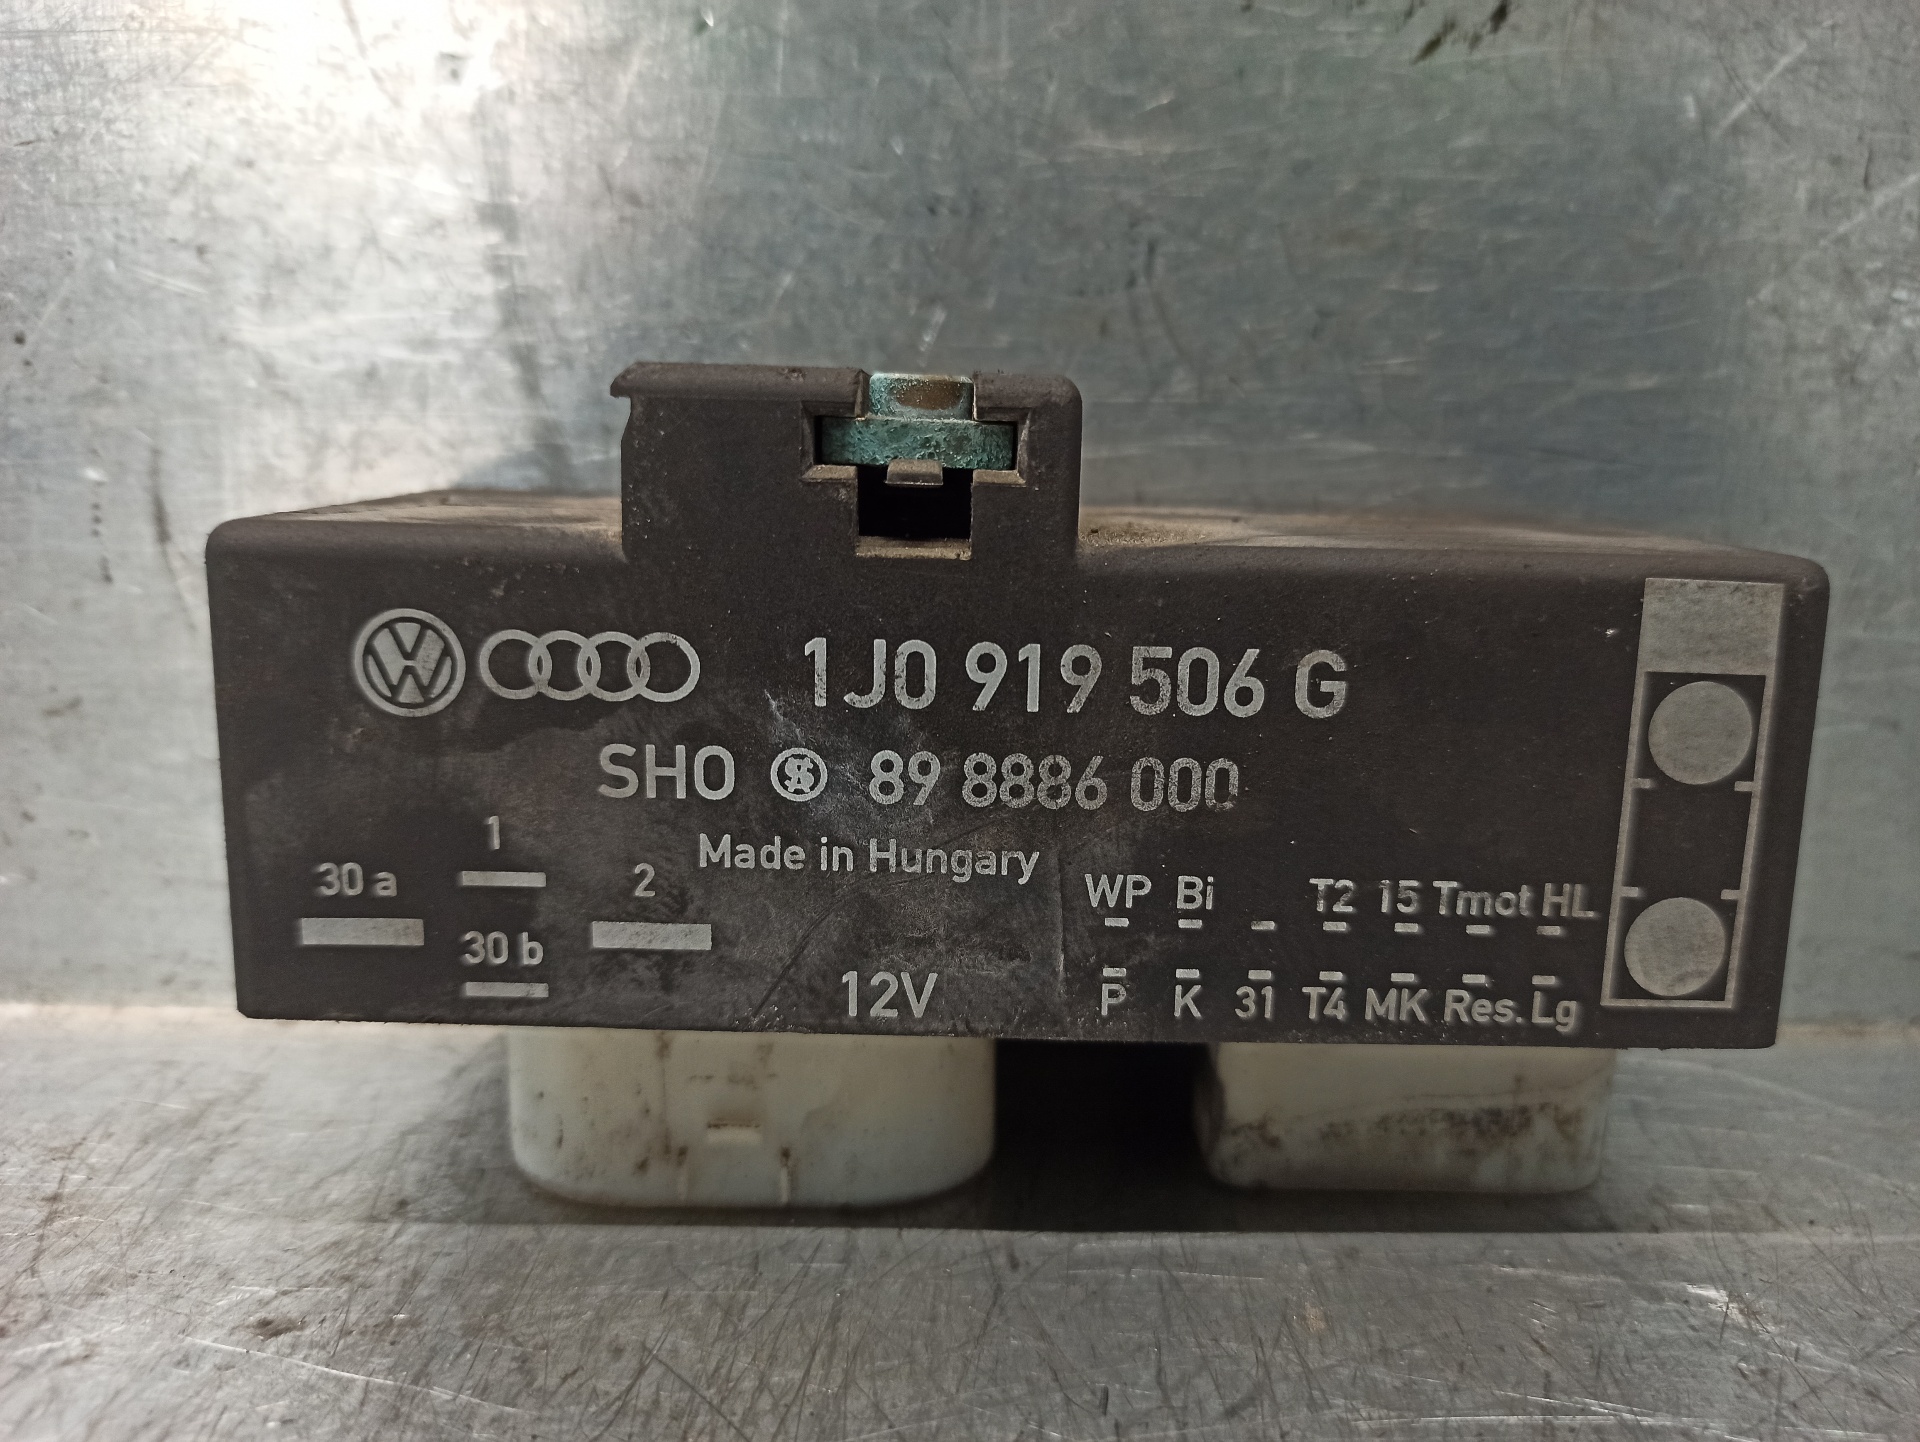 1J0 919 506 G
SHO 89 8886 000
Made in Hungary
1
30 a 2
30 b
12V
WP Bi T2 15 Tmot HL
P K 31 T4 MK Res. Lg